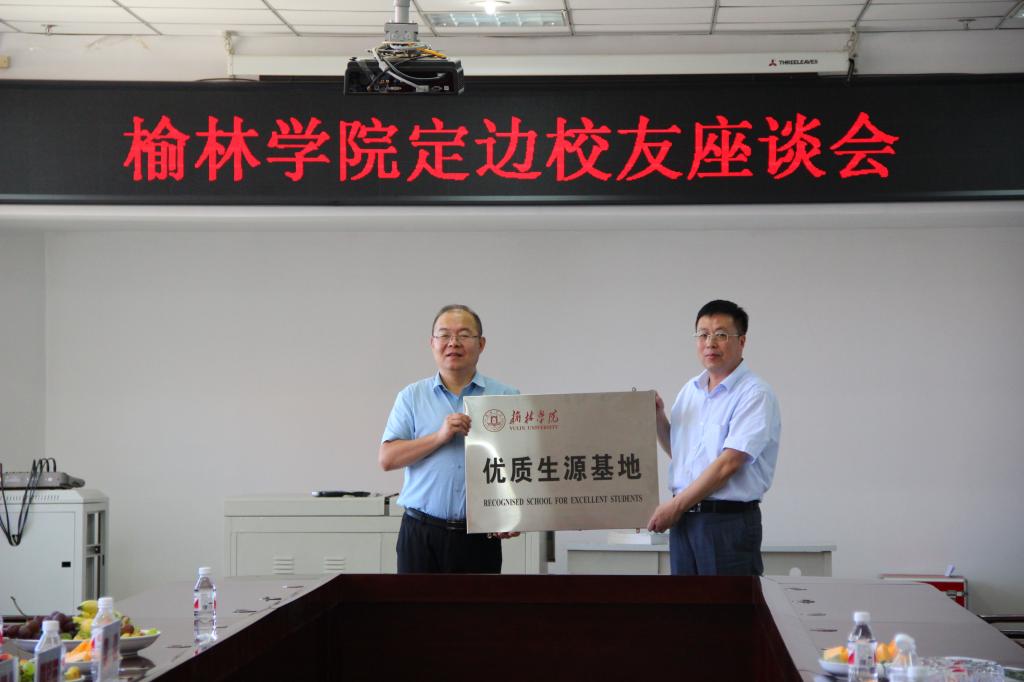 THREELEAVES
榆林学院定边校友座谈会
榆林学院
YULIN UNIVERSITY
优质生源基地
RECOGNISED SCHOOL FOR EXCELLENT STUDENTS